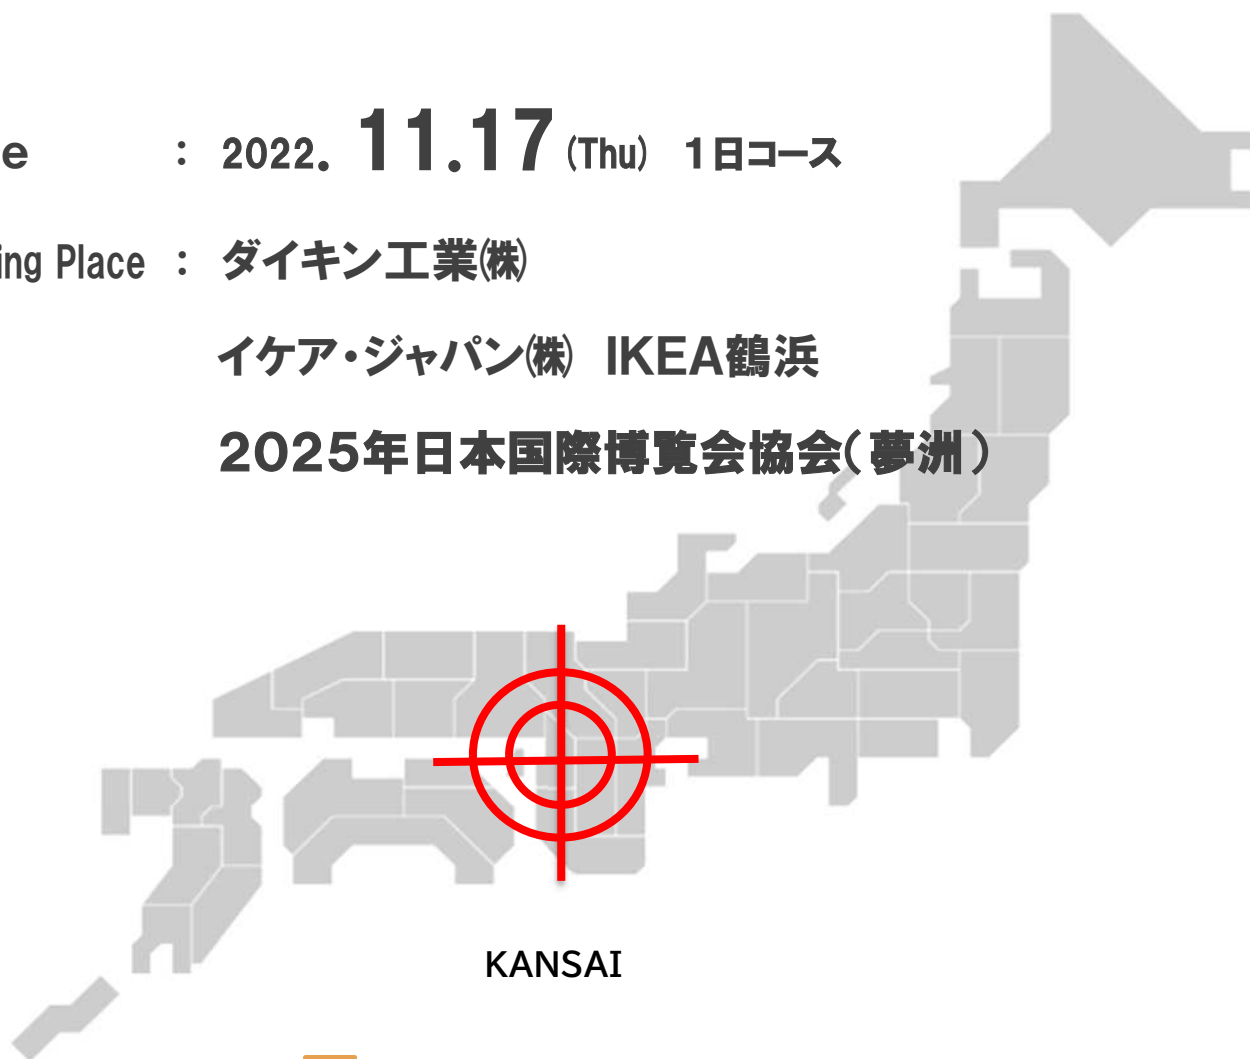 e : 2022. 11.17 (Thu) 1日コース
ing Place : ダイキン工業㈱
イケア・ジャパン㈱ IKEA鶴浜
2025年日本国際博覧会協会(夢洲)
KANSAI